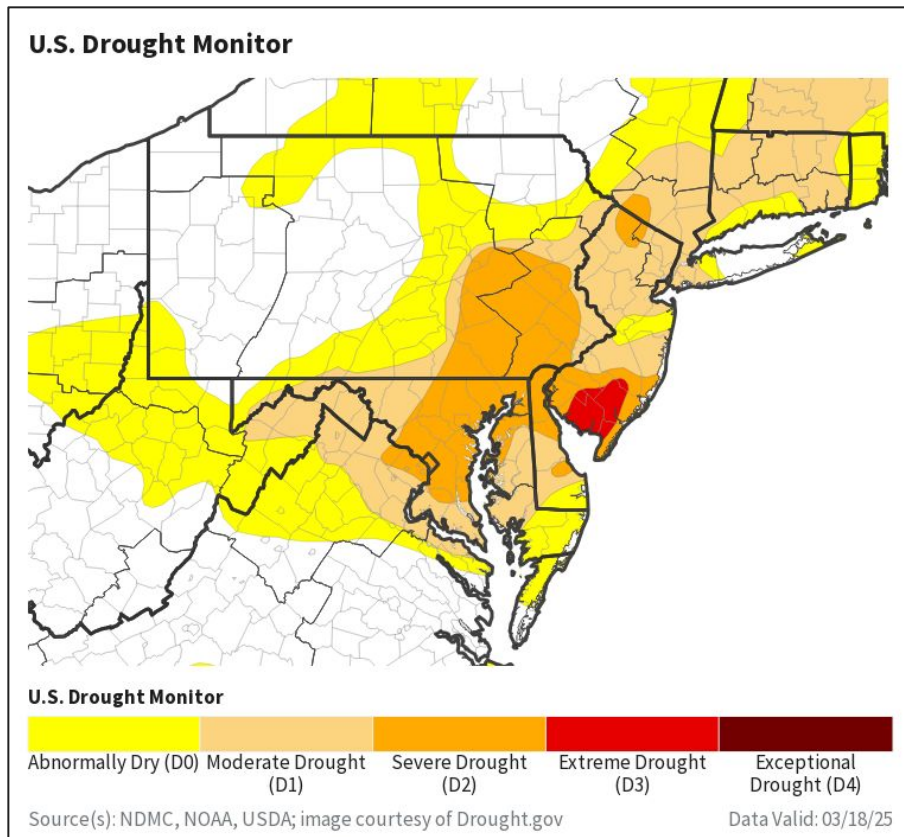 U.S. Drought Monitor
U.S. Drought Monitor
Abnormally Dry (D0)
Moderate Drought
(D1)
Severe Drought
(D2)
Extreme Drought
(D3)
Exceptional
Drought (D4)
Source(s): NDMC, NOAA, USDA; image courtesy of Drought.gov
Data Valid: 03/18/25